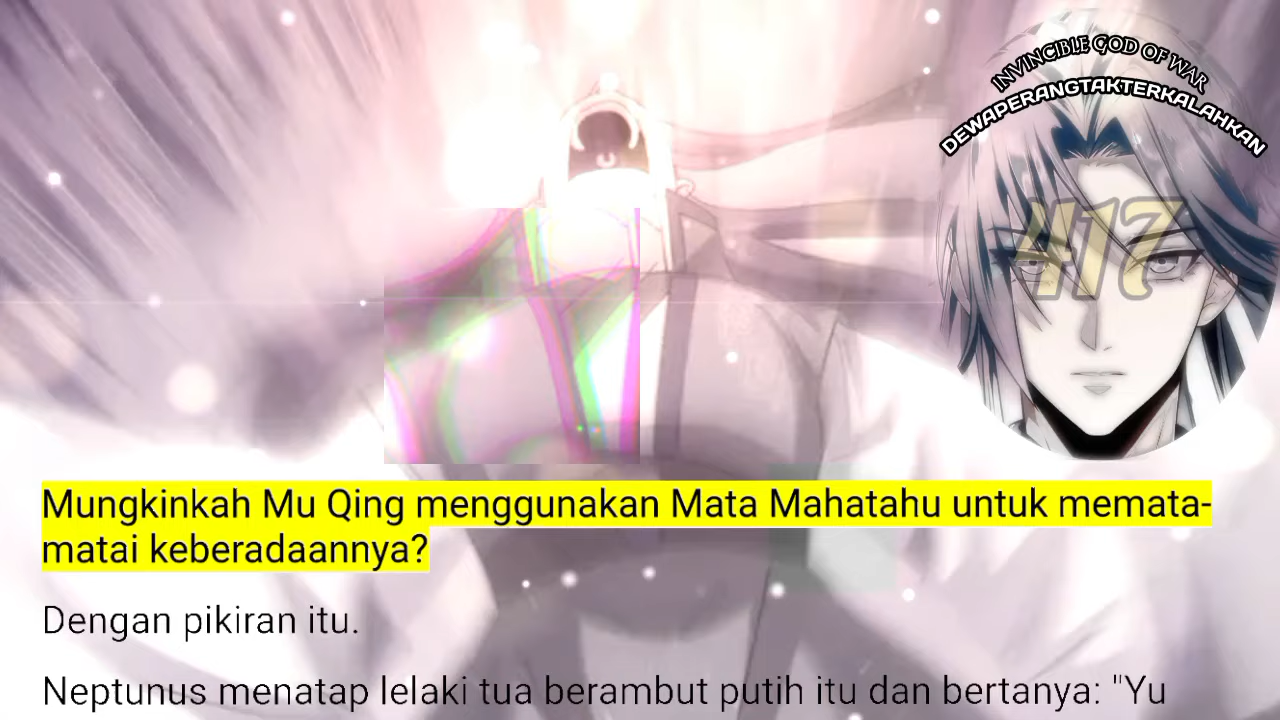 INVINCIBLE GOD OF WAR
DEWAPERANGTAKTERKALAHKAN
417
Mungkinkah Mu Qing menggunakan Mata Mahatahu untuk memata-
matai keberadaannya?
Dengan pikiran itu.
Neptunus menatap lelaki tua berambut putih itu dan bertanya: "Yu